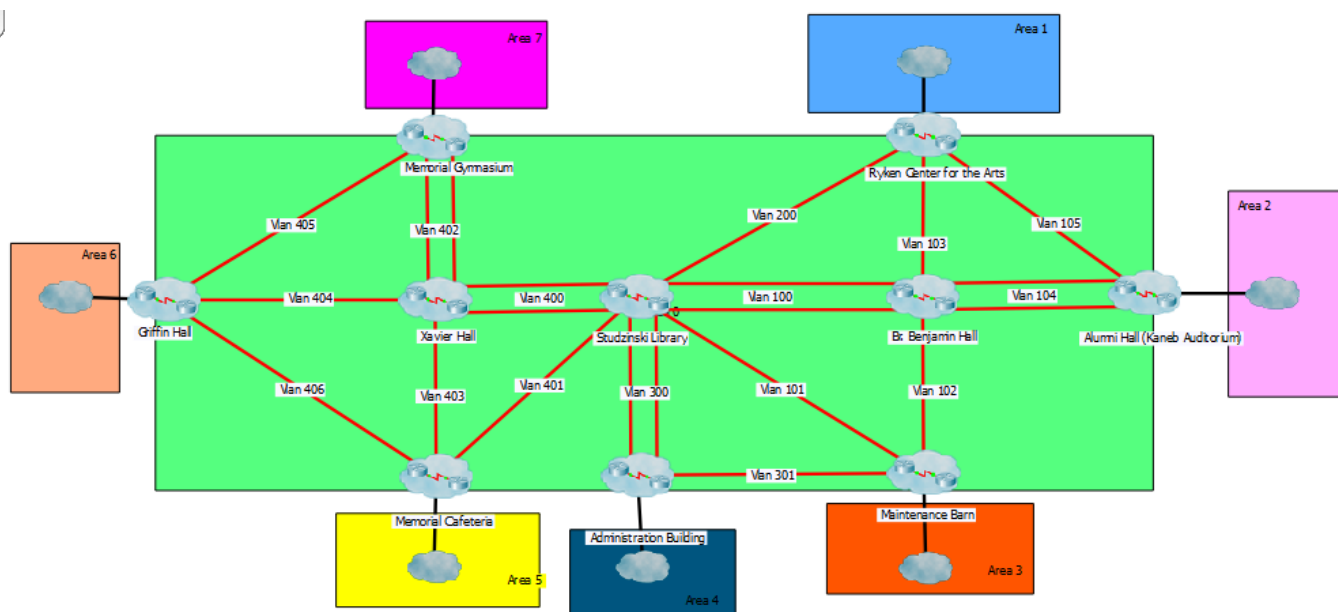 Area 7
Area 1
Memorial Gymnasium
Ryken Center for the Arts
Area 2
Vlan 405
Vlan 402
Vlan 200
Vlan 103
Vlan 105
Area 6
Vlan 404
Vlan 400
Vlan 100
Vlan 104
Griffin Hall
Xavier Hall
Studzinski Library
Br. Benjamin Hall
Alumni Hall (Kaneb Auditorium)
Vlan 406
Vlan 403
Vlan 401
Vlan 300
Vlan 101
Vlan 102
Vlan 301
Memorial Cafeteria
Administration Building
Maintenance Barn
Area 5
Area 4
Area 3